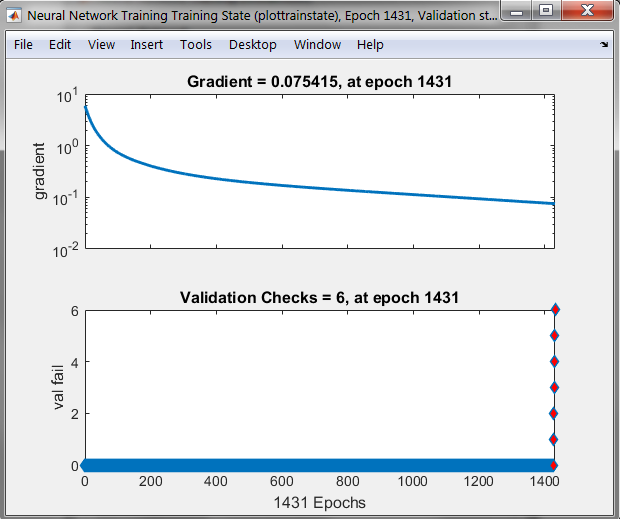 Neural Network Training Training State (plottrainstate), Epoch 1431, Validation st...
File Edit View Insert Tools Desktop Window Help
Gradient = 0.075415, at epoch 1431
10^1
10^0
10^-1
10^-2
gradient
Validation Checks = 6, at epoch 1431
6
4
2
0
val fail
0 200 400 600 800 1000 1200 1400
1431 Epochs